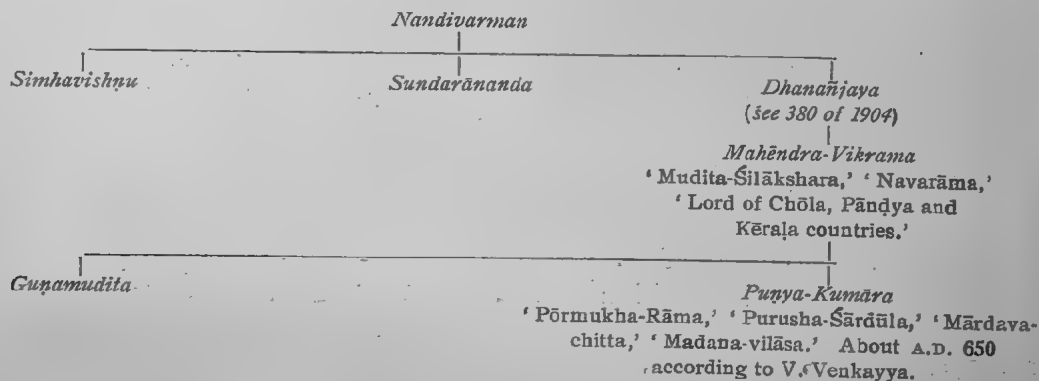 Nandivarman
Simhavishṇu
Sundarānanda
Dhanañjaya
(see 380 of 1904)
Mahēndra-Vikrama
‘ Mudita-Śilākshara,’ ‘ Navarāma,’
‘ Lord of Chōla, Pāṇḍya and
Kēraḷa countries.’
Guṇamudita
Puṇya-Kumāra
‘ Pōrmukha-Rāma,’ ‘ Purusha-Śārdūla,’ ‘ Mārdava-
chitta,’ ‘ Madana-vilāsa.’ About A.D. 650
according to V. Venkayya.